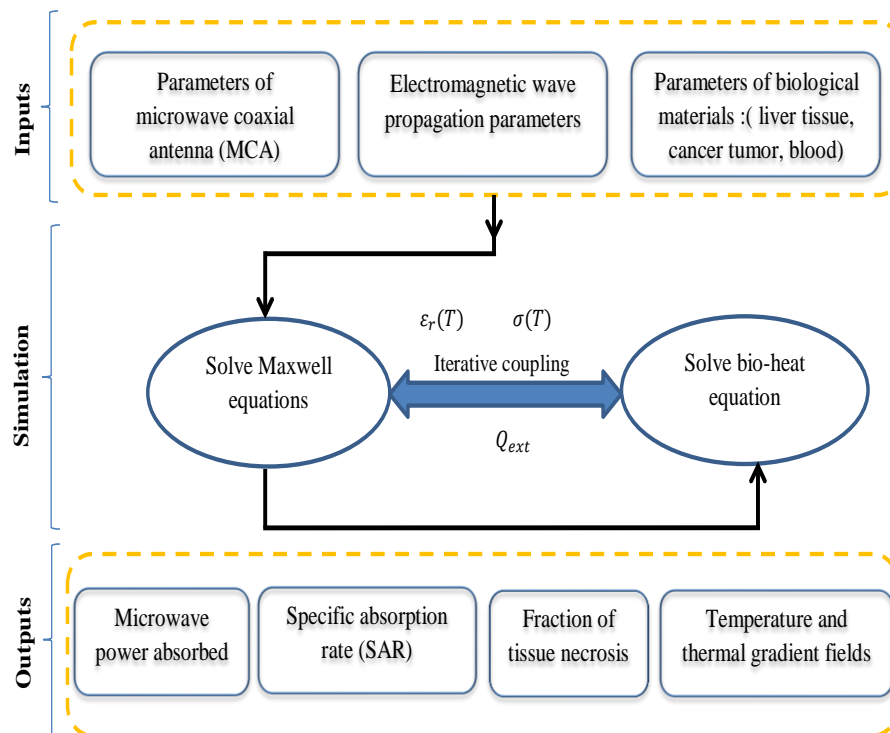 Inputs
Parameters of
microwave coaxial
antenna (MCA)
Electromagnetic wave
propagation parameters
Parameters of biological
materials :( liver tissue,
cancer tumor, blood)
Simulation
Solve Maxwell
equations
εr(T) σ(T)
Iterative coupling
Qext
Solve bio-heat
equation
Outputs
Microwave
power absorbed
Specific absorption
rate (SAR)
Fraction of
tissue necrosis
Temperature and
thermal gradient fields